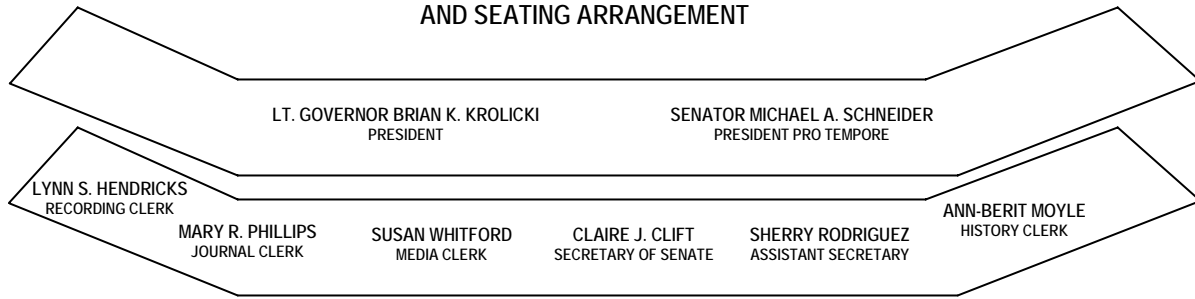 AND SEATING ARRANGEMENT
LT. GOVERNOR BRIAN K. KROLICKI
PRESIDENT
SENATOR MICHAEL A. SCHNEIDER
PRESIDENT PRO TEMPORE
LYNN S. HENDRICKS
RECORDING CLERK
MARY R. PHILLIPS
JOURNAL CLERK
SUSAN WHITFORD
MEDIA CLERK
CLAIRE J. CLIFT
SECRETARY OF SENATE
SHERRY RODRIGUEZ
ASSISTANT SECRETARY
ANN-BERIT MOYLE
HISTORY CLERK